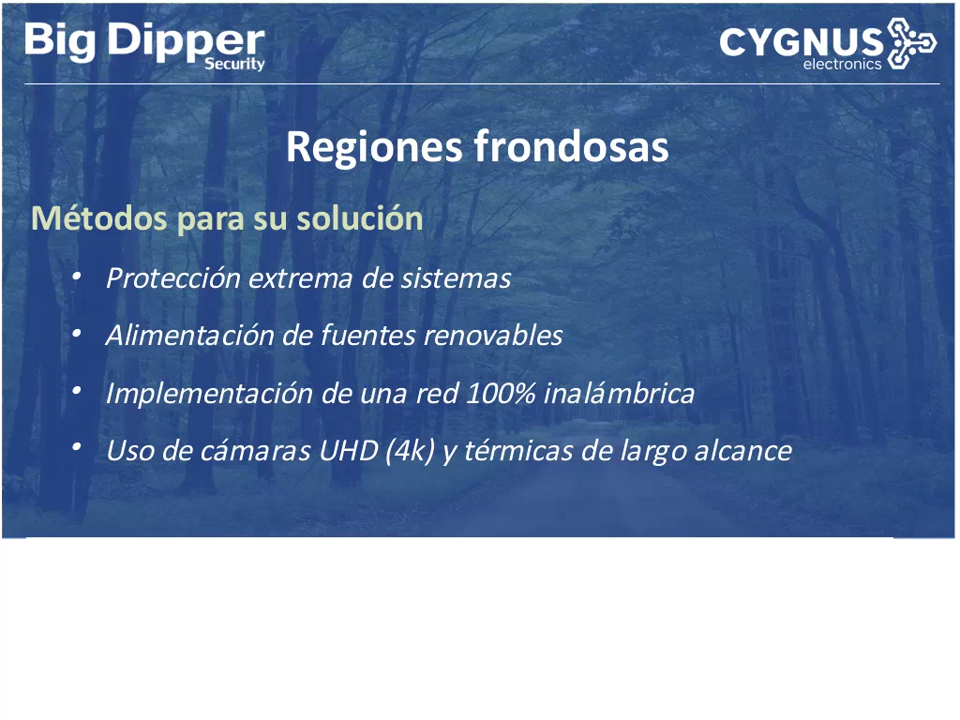 Big Dipper
Security
CYGNUS
electronics
Regiones frondosas
Métodos para su solución
• Protección extrema de sistemas
• Alimentación de fuentes renovables
• Implementación de una red 100% inalámbrica
• Uso de cámaras UHD (4k) y térmicas de largo alcance